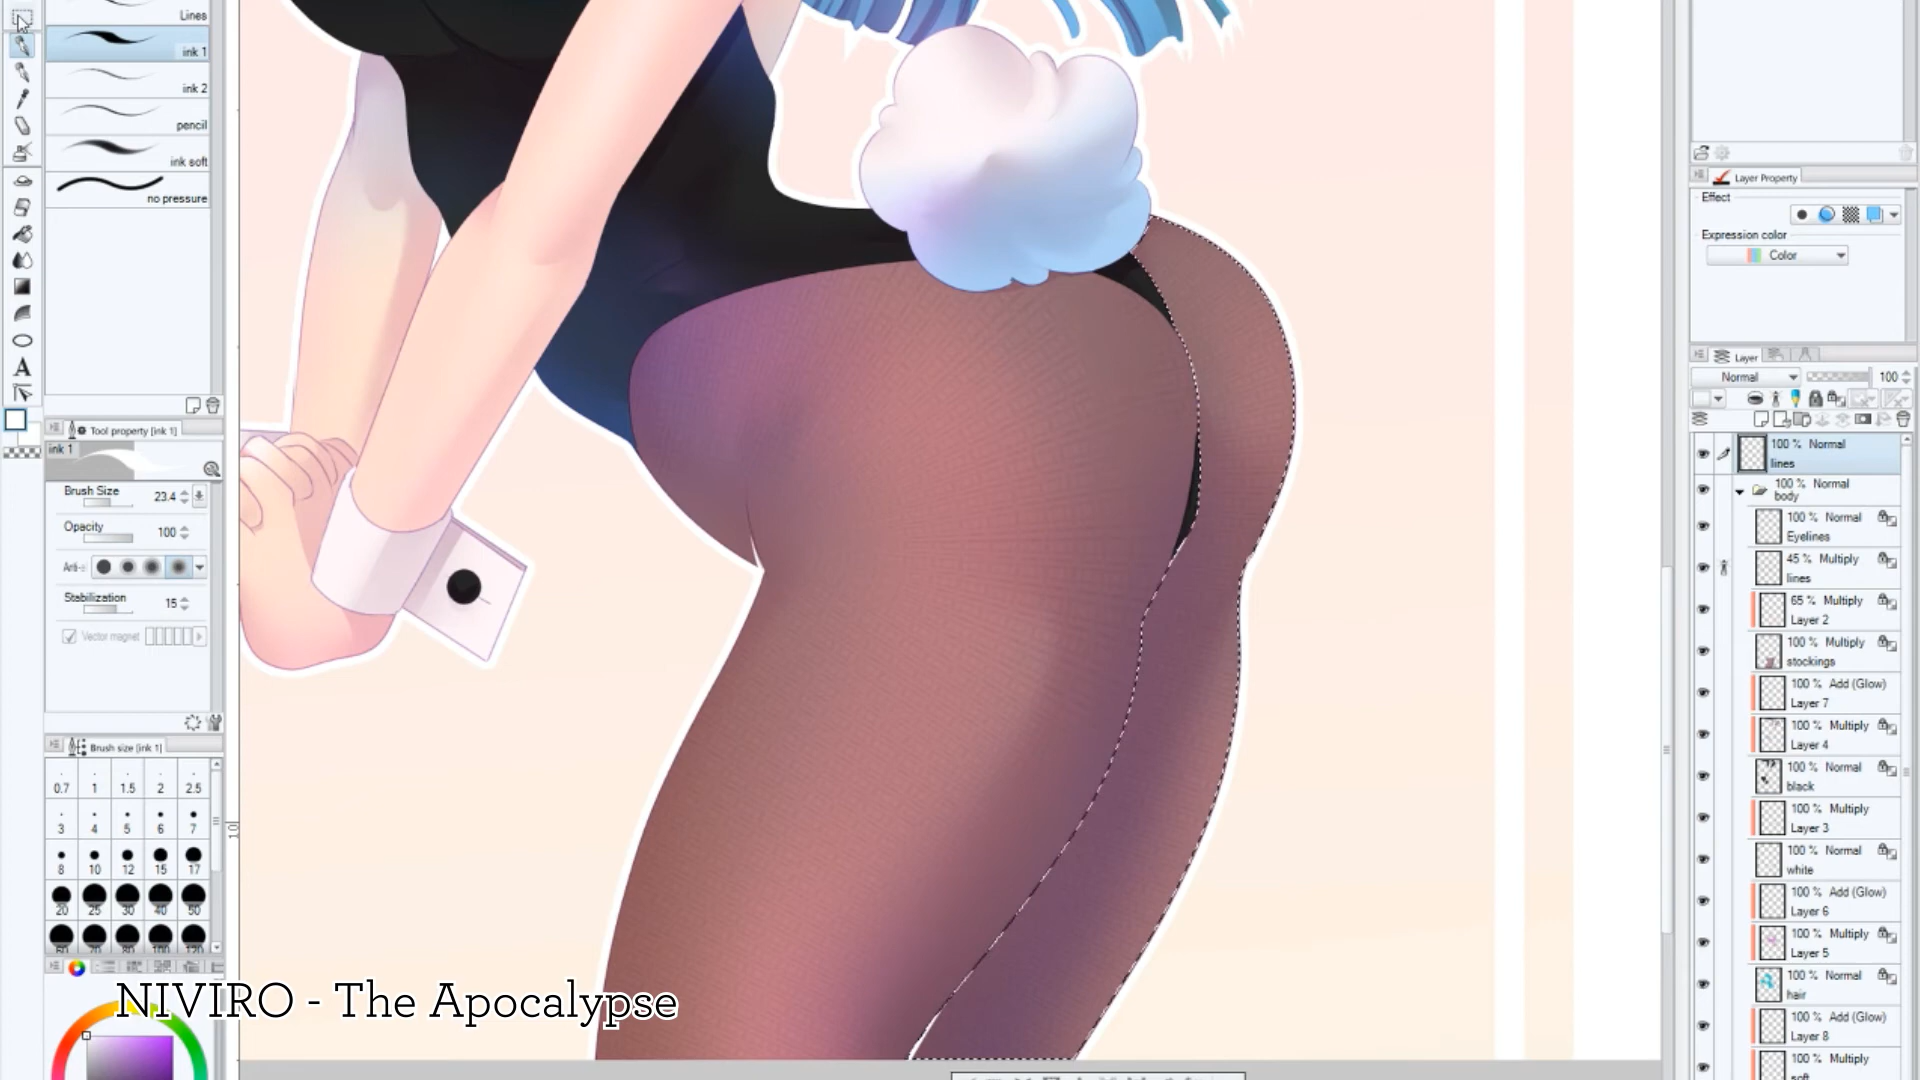 Lines
ink 1
ink 2
pencil
ink soft
no pressure
Tool property [ink 1]
ink 1
Brush Size 23.4
Opacity 100
Stabilization 15
Vector magnet
Brush size [ink 1]
0.7 1 1.5 2 2.5
3 4 5 6 7
8 10 12 15 17
20 25 30 40 50
60 70 80 100 120
NIVIRO - The Apocalypse
10
Layer Property
Effect
Expression color
Color
Layer
Normal 100
100 % Normal
lines
100 % Normal
body
100 % Normal
Eyelines
45 % Multiply
lines
65 % Multiply
Layer 2
100 % Multiply
stockings
100 % Add (Glow)
Layer 7
100 % Multiply
Layer 4
100 % Normal
black
100 % Multiply
Layer 3
100 % Normal
white
100 % Add (Glow)
Layer 6
100 % Multiply
Layer 5
100 % Normal
hair
100 % Add (Glow)
Layer 8
100 % Multiply